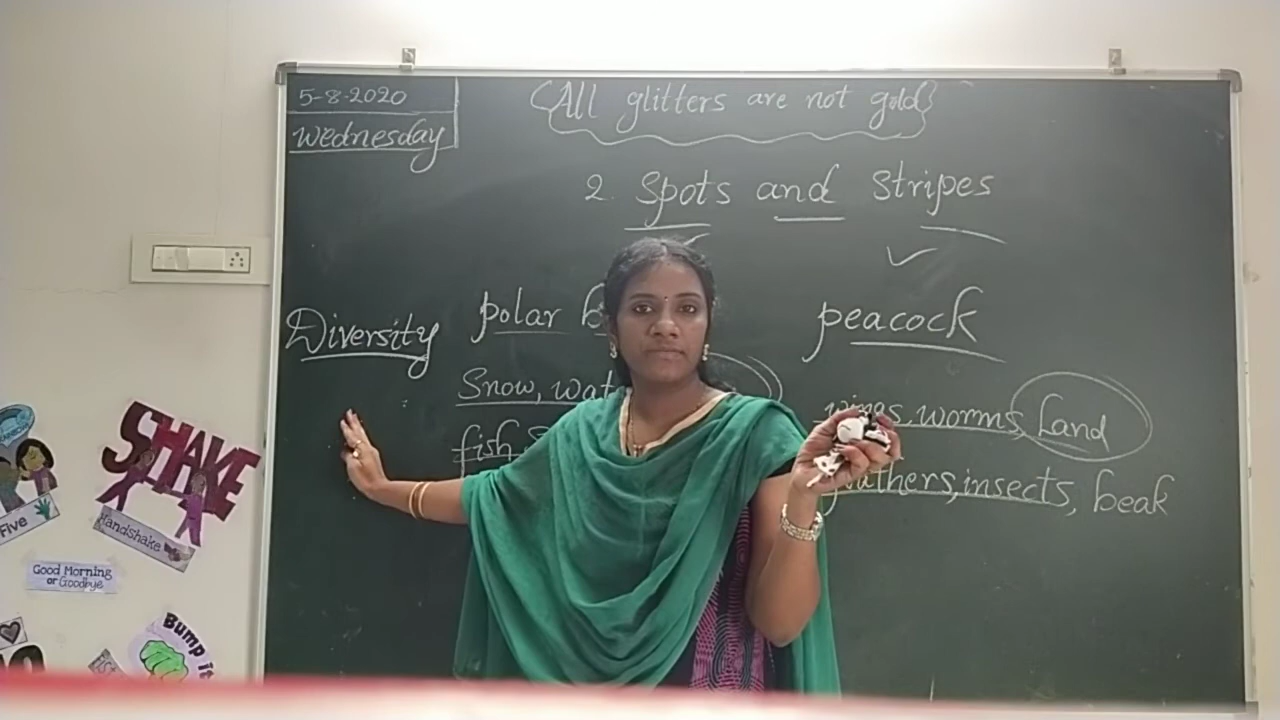 5-8-2020
Wednesday
{All glitters are not gold}
2. Spots and Stripes
Diversity
polar
peacock
Snow, wat
wings, worms, Land
fish
feathers, insects, beak
SHAKE
Handshake
Five
Good Morning
or Goodbye
Bump it